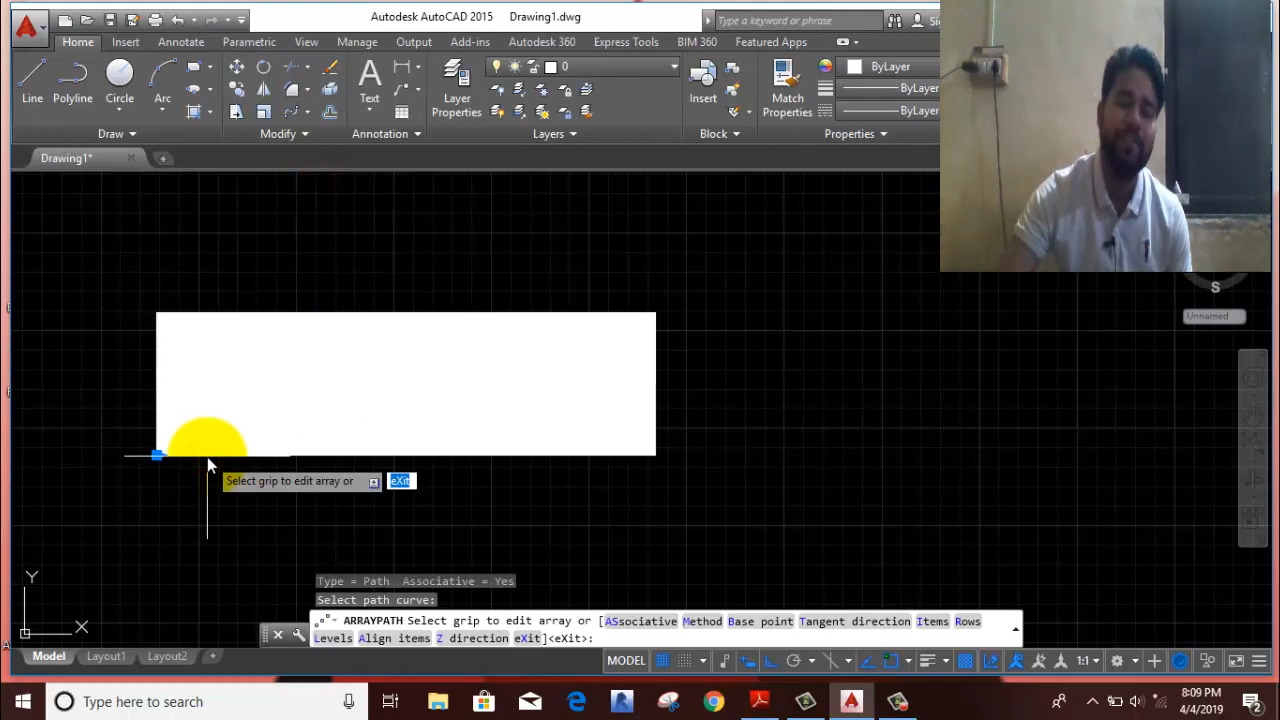 Autodesk AutoCAD 2015 Drawing1.dwg
Type a keyword or phrase
Home Insert Annotate Parametric View Manage Output Add-ins Autodesk 360 Express Tools BIM 360 Featured Apps
0
ByLayer
ByLayer
ByLayer
Line Polyline Circle Arc Text Layer Properties Insert Match Properties
Draw Modify Annotation Layers Block Properties
Drawing1*
S
Unnamed
Select grip to edit array or eXit
Y
X
Type = Path Associative = Yes
Select path curve:
ARRAYPATH Select grip to edit array or [ASsociative Method Base point Tangent direction Items Rows
Levels Align items Z direction eXit]<eXit>:
Model Layout1 Layout2
MODEL 1:1
Type here to search
8:09 PM
4/4/2019
2